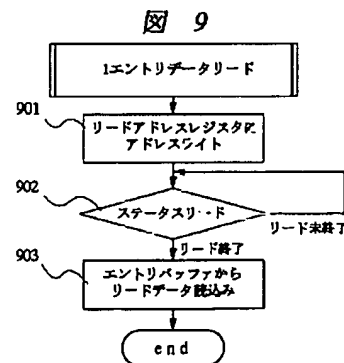 図 9
1エントリデータリード
901
リードアドレスレジスタに
アドレスライト
902
ステータスリード
リード未終了
リード終了
903
エントリバッファから
リードデータ読込み
end